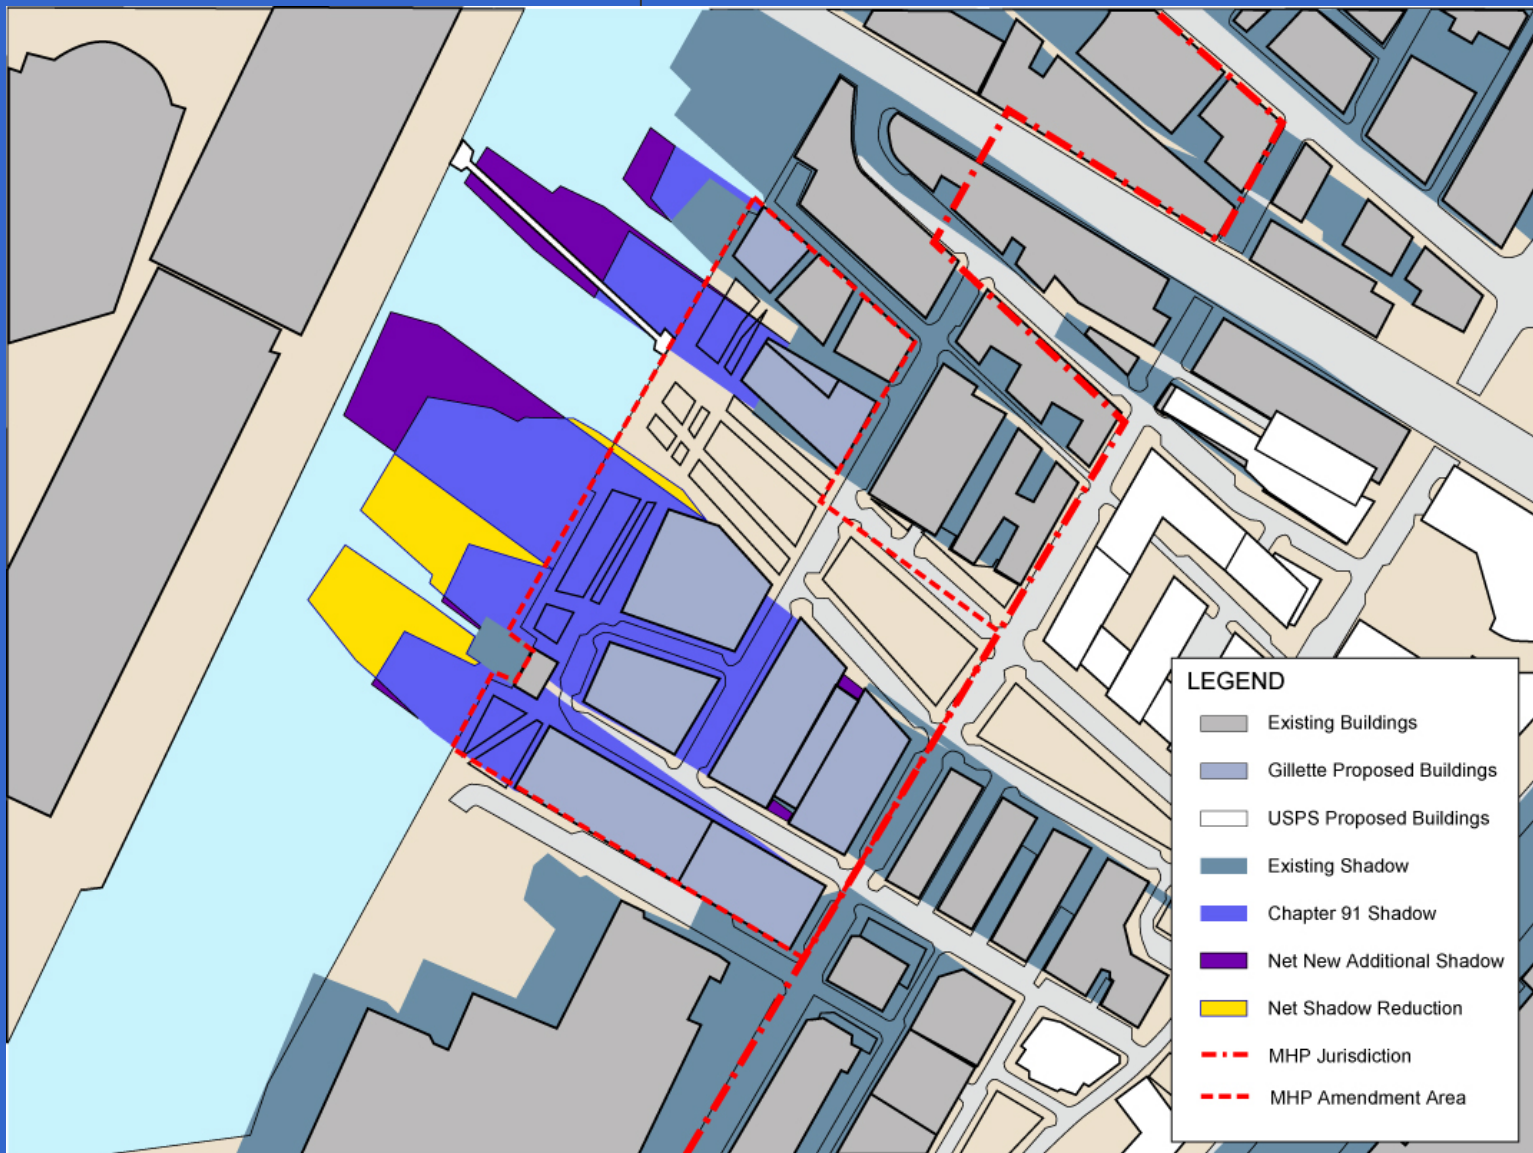 LEGEND
Existing Buildings
Gillette Proposed Buildings
USPS Proposed Buildings
Existing Shadow
Chapter 91 Shadow
Net New Additional Shadow
Net Shadow Reduction
MHP Jurisdiction
MHP Amendment Area